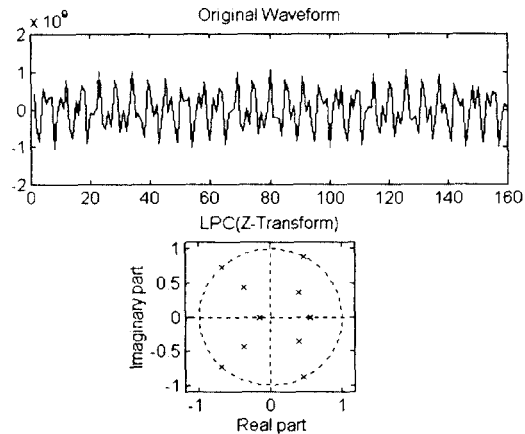 Original Waveform
x 10⁹
2
1
0
-1
-2
0 20 40 60 80 100 120 140 160
LPC(Z-Transform)
Imaginary part
1
0.5
0
-0.5
-1
-1 0 1
Real part